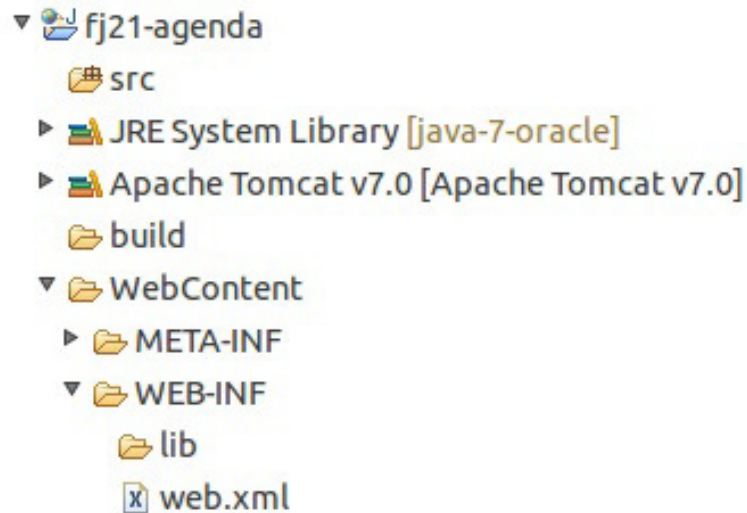 fj21-agenda
src
JRE System Library [java-7-oracle]
Apache Tomcat v7.0 [Apache Tomcat v7.0]
build
WebContent
META-INF
WEB-INF
lib
web.xml